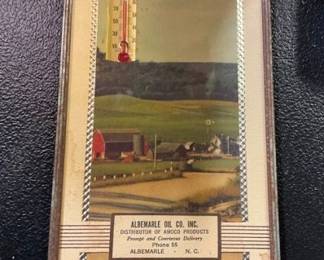 ALBEMARLE OIL CO. INC.
DISTRIBUTOR OF AMOCO PRODUCTS
Prompt and Courteous Delivery
Phone 55
ALBEMARLE - N. C.